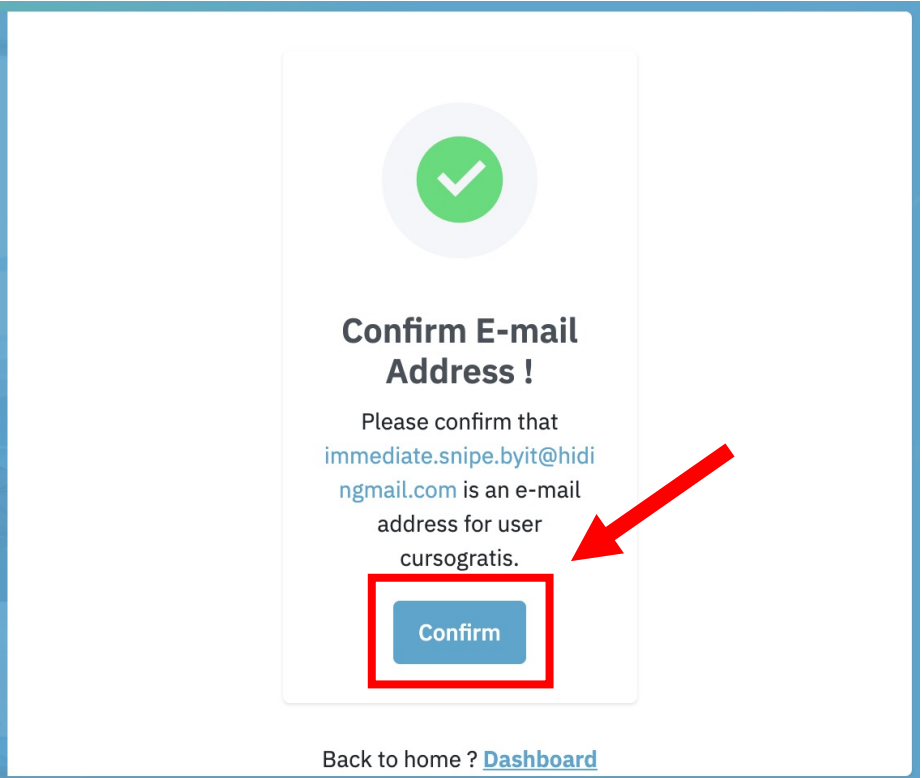 Confirm E-mail
Address !
Please confirm that
immediate.snipe.byit@hidi
ngmail.com is an e-mail
address for user
cursogratis.
Confirm
Back to home ? Dashboard